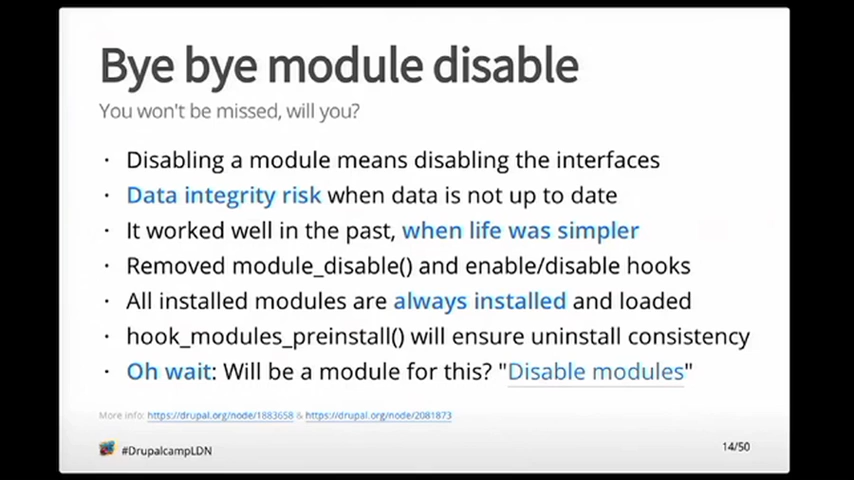 Bye bye module disable
You won't be missed, will you?
· Disabling a module means disabling the interfaces
· Data integrity risk when data is not up to date
· It worked well in the past, when life was simpler
· Removed module_disable() and enable/disable hooks
· All installed modules are always installed and loaded
· hook_modules_preinstall() will ensure uninstall consistency
· Oh wait: Will be a module for this? "Disable modules"
More info: https://drupal.org/node/1883658 & https://drupal.org/node/2081873
#DrupalcampLDN
14/50